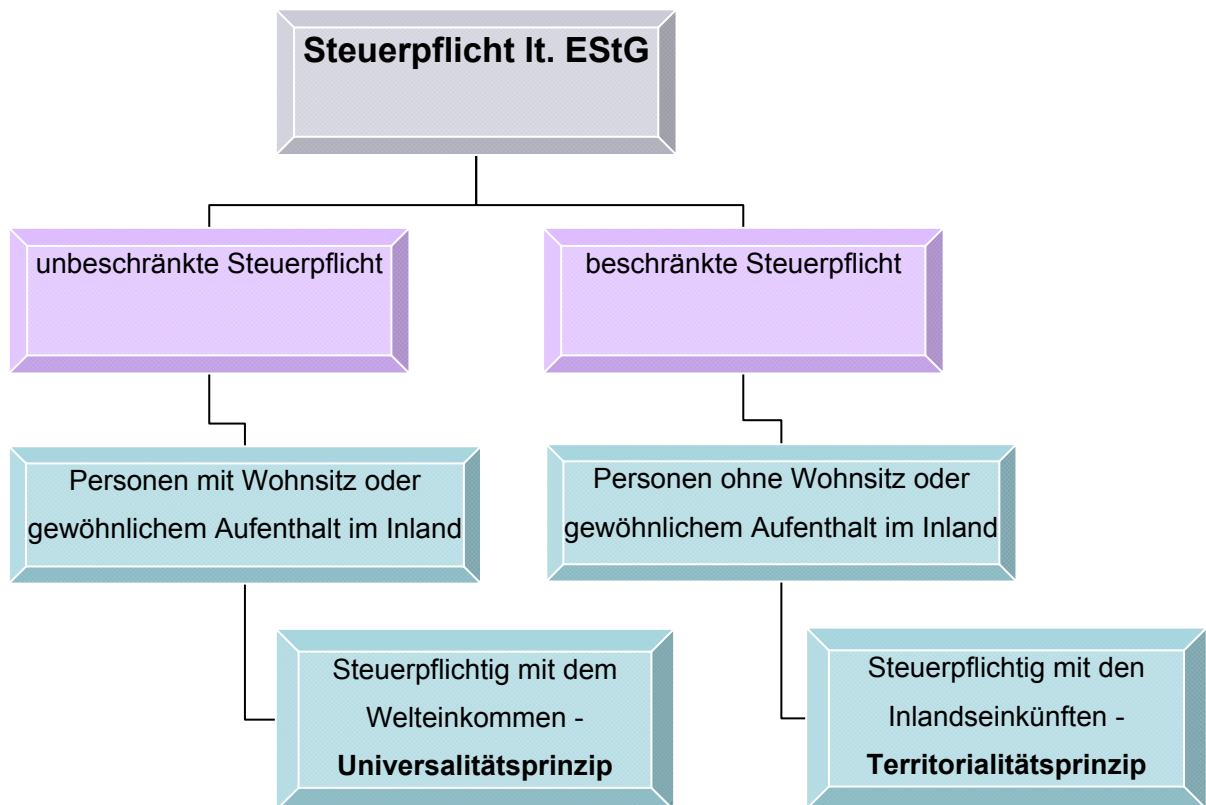 Steuerpflicht lt. EStG
unbeschränkte Steuerpflicht
beschränkte Steuerpflicht
Personen mit Wohnsitz oder
gewöhnlichem Aufenthalt im Inland
Personen ohne Wohnsitz oder
gewöhnlichem Aufenthalt im Inland
Steuerpflichtig mit dem
Welteinkommen -
Universalitätsprinzip
Steuerpflichtig mit den
Inlandseinkünften -
Territorialitätsprinzip